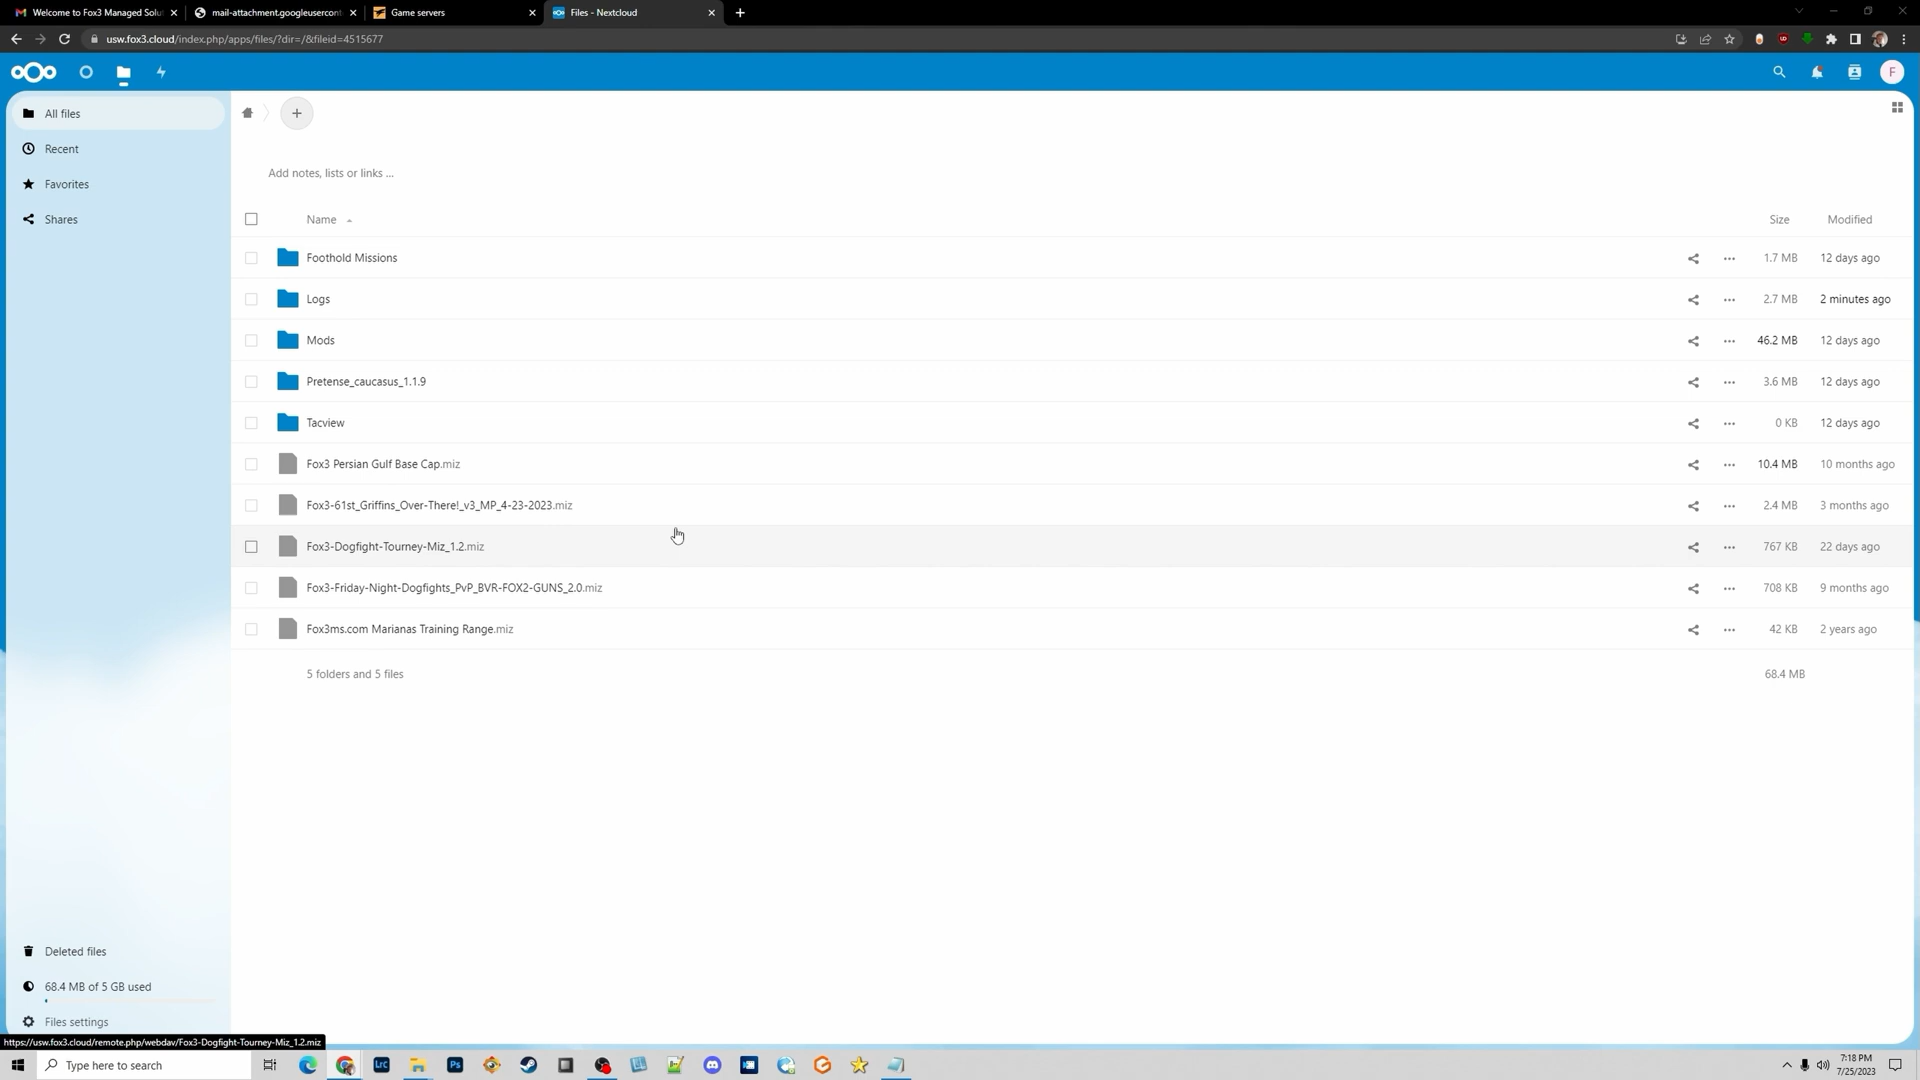 Welcome to Fox3 Managed Solut
mail-attachment.googleusercont
Game servers
Files - Nextcloud
usw.fox3.cloud/index.php/apps/files/?dir=/&fileid=4515677
F
All files
Recent
Favorites
Shares
Add notes, lists or links ...
Name Size Modified
Foothold Missions 1.7 MB 12 days ago
Logs 2.7 MB 2 minutes ago
Mods 46.2 MB 12 days ago
Pretense_caucasus_1.1.9 3.6 MB 12 days ago
Tacview 0 KB 12 days ago
Fox3 Persian Gulf Base Cap.miz 10.4 MB 10 months ago
Fox3-61st_Griffins_Over-There!_v3_MP_4-23-2023.miz 2.4 MB 3 months ago
Fox3-Dogfight-Tourney-Miz_1.2.miz 767 KB 22 days ago
Fox3-Friday-Night-Dogfights_PvP_BVR-FOX2-GUNS_2.0.miz 708 KB 9 months ago
Fox3ms.com Marianas Training Range.miz 42 KB 2 years ago
5 folders and 5 files 68.4 MB
Deleted files
68.4 MB of 5 GB used
Files settings
https://usw.fox3.cloud/remote.php/webdav/Fox3-Dogfight-Tourney-Miz_1.2.miz
Type here to search
LrC
Ps
7:18 PM
7/25/2023